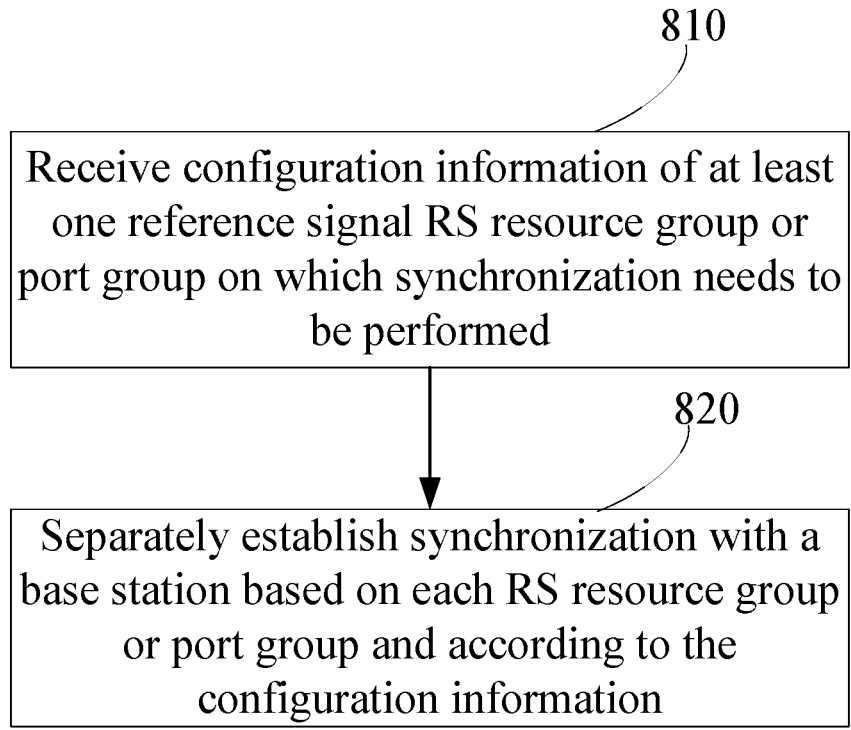 810
Receive configuration information of at least
one reference signal RS resource group or
port group on which synchronization needs to
be performed
820
Separately establish synchronization with a
base station based on each RS resource group
or port group and according to the
configuration information